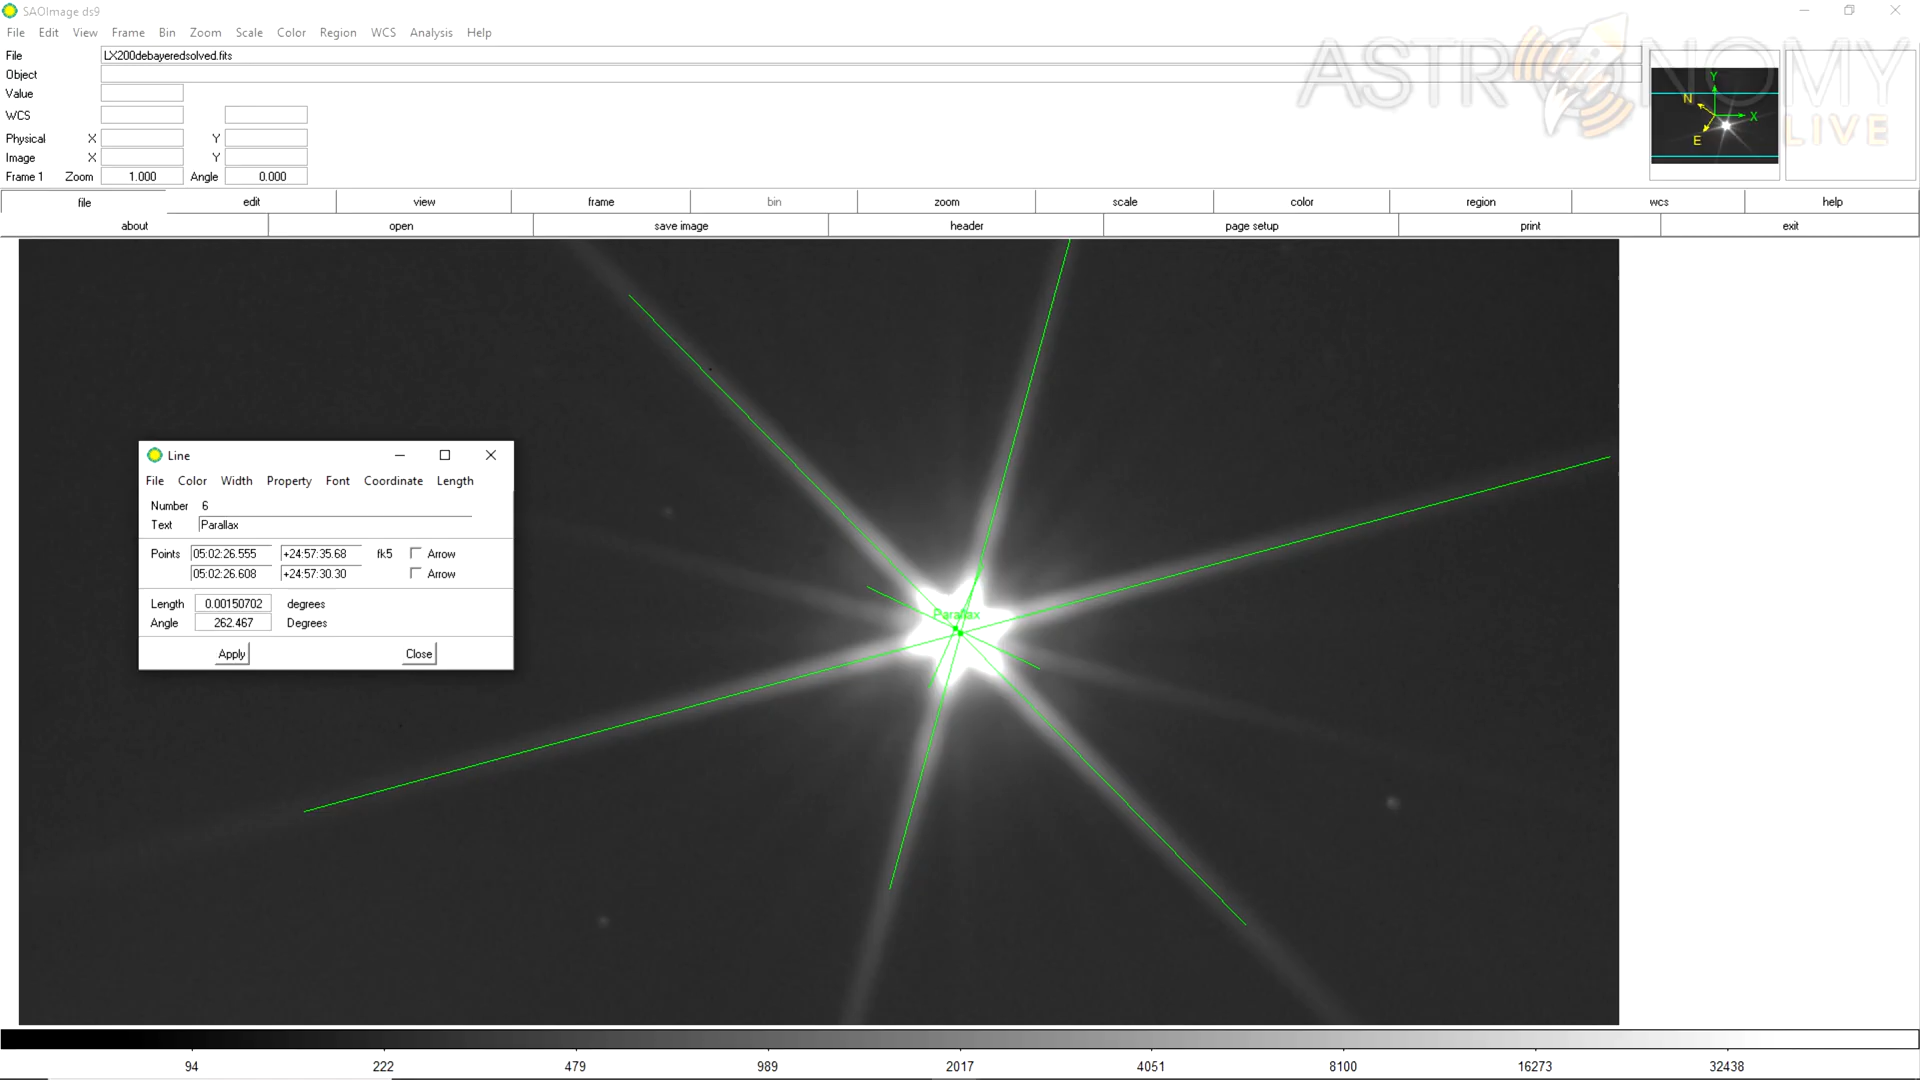 SAOImage ds9
File Edit View Frame Bin Zoom Scale Color Region WCS Analysis Help
ASTRONOMY
LIVE
File LX200debayeredsolved.fits
Object
Value
WCS
Physical X Y
Image X Y
Frame 1 Zoom 1.000 Angle 0.000
Y
N
X
E
file edit view frame bin zoom scale color region wcs help
about open save image header page setup print exit
Line
File Color Width Property Font Coordinate Length
Number 6
Text Parallax
Points 05:02:26.555 +24:57:35.68 fk5 Arrow
05:02:26.608 +24:57:30.30 Arrow
Length 0.00150702 degrees
Angle 262.467 Degrees
Apply Close
Parallax
94 222 479 989 2017 4051 8100 16273 32438